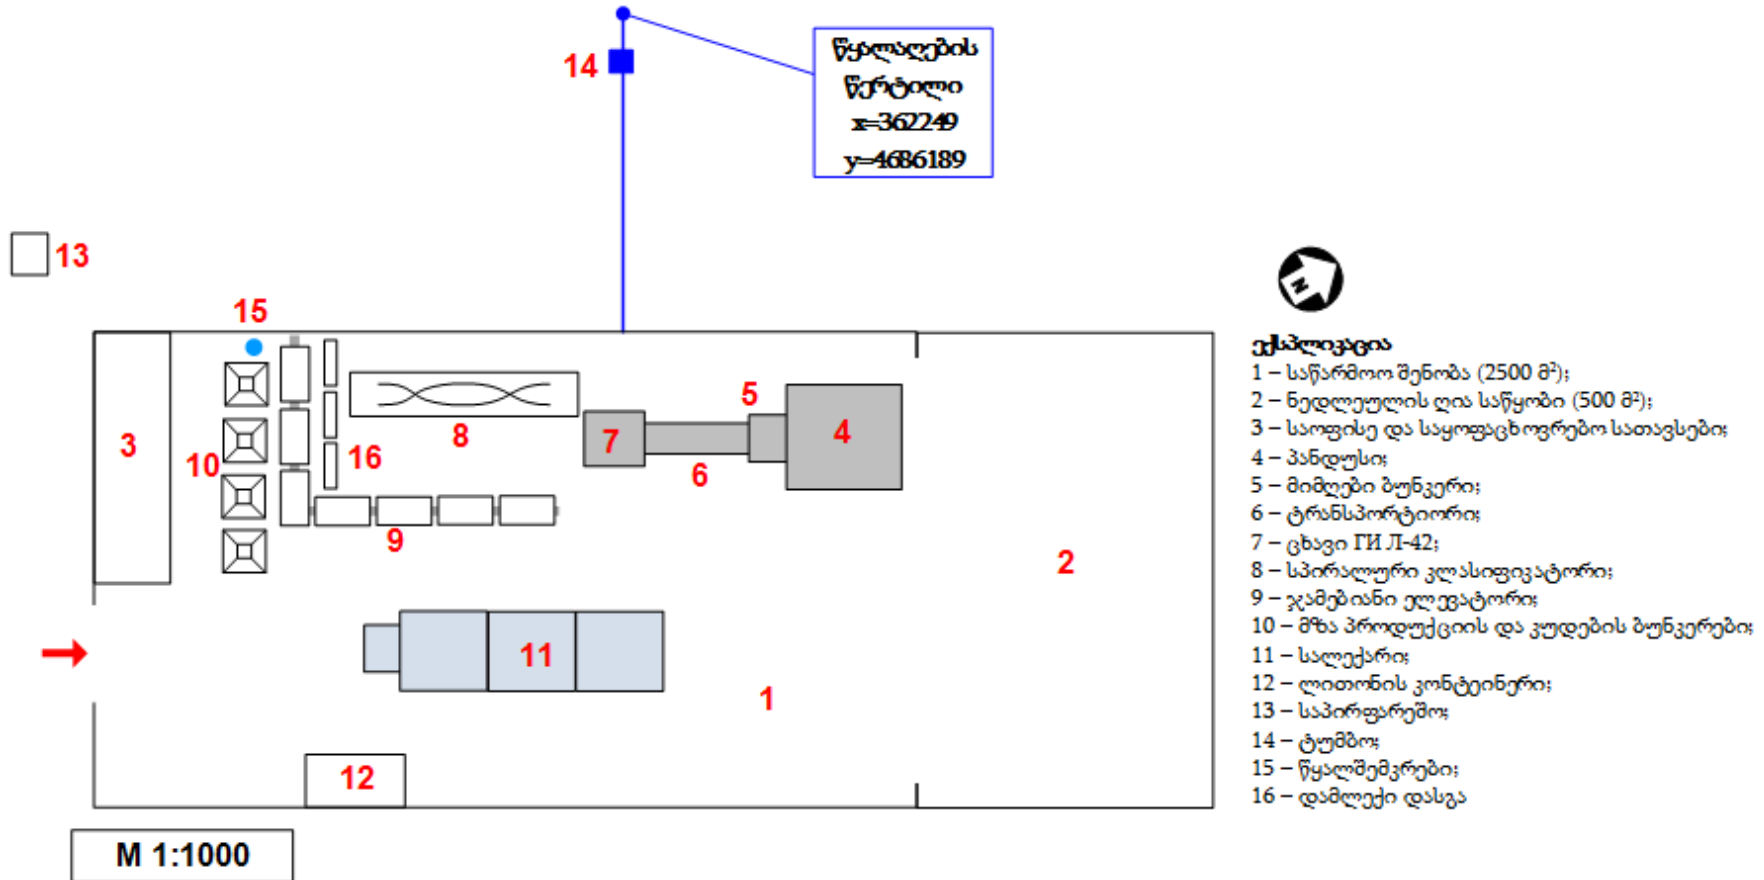 წყალაღების
წერტილი
x=362249
y=4686189
14
13
15
N
3
10
16
8
9
7
6
5
4
2
11
1
12
M 1:1000
ექსპლიკაცია
1 – საწარმოო შენობა (2500 მ²);
2 – ნედლეულის ღია საწყობი (500 მ²);
3 – საოფისე და საყოფაცხოვრებო სათავსები;
4 – პანდუსი;
5 – მიმღები ბუნკერი;
6 – ტრანსპორტიორი;
7 – ცხავი ГИЛ-42;
8 – სპირალური კლასიფიკატორი;
9 – ჯამებიანი ელევატორი;
10 – მზა პროდუქციის და კუდების ბუნკერები;
11 – სალექარი;
12 – ლითონის კონტეინერი;
13 – საპირფარეშო;
14 – ტუმბო;
15 – წყალშემკრები;
16 – დამლექი დასგა